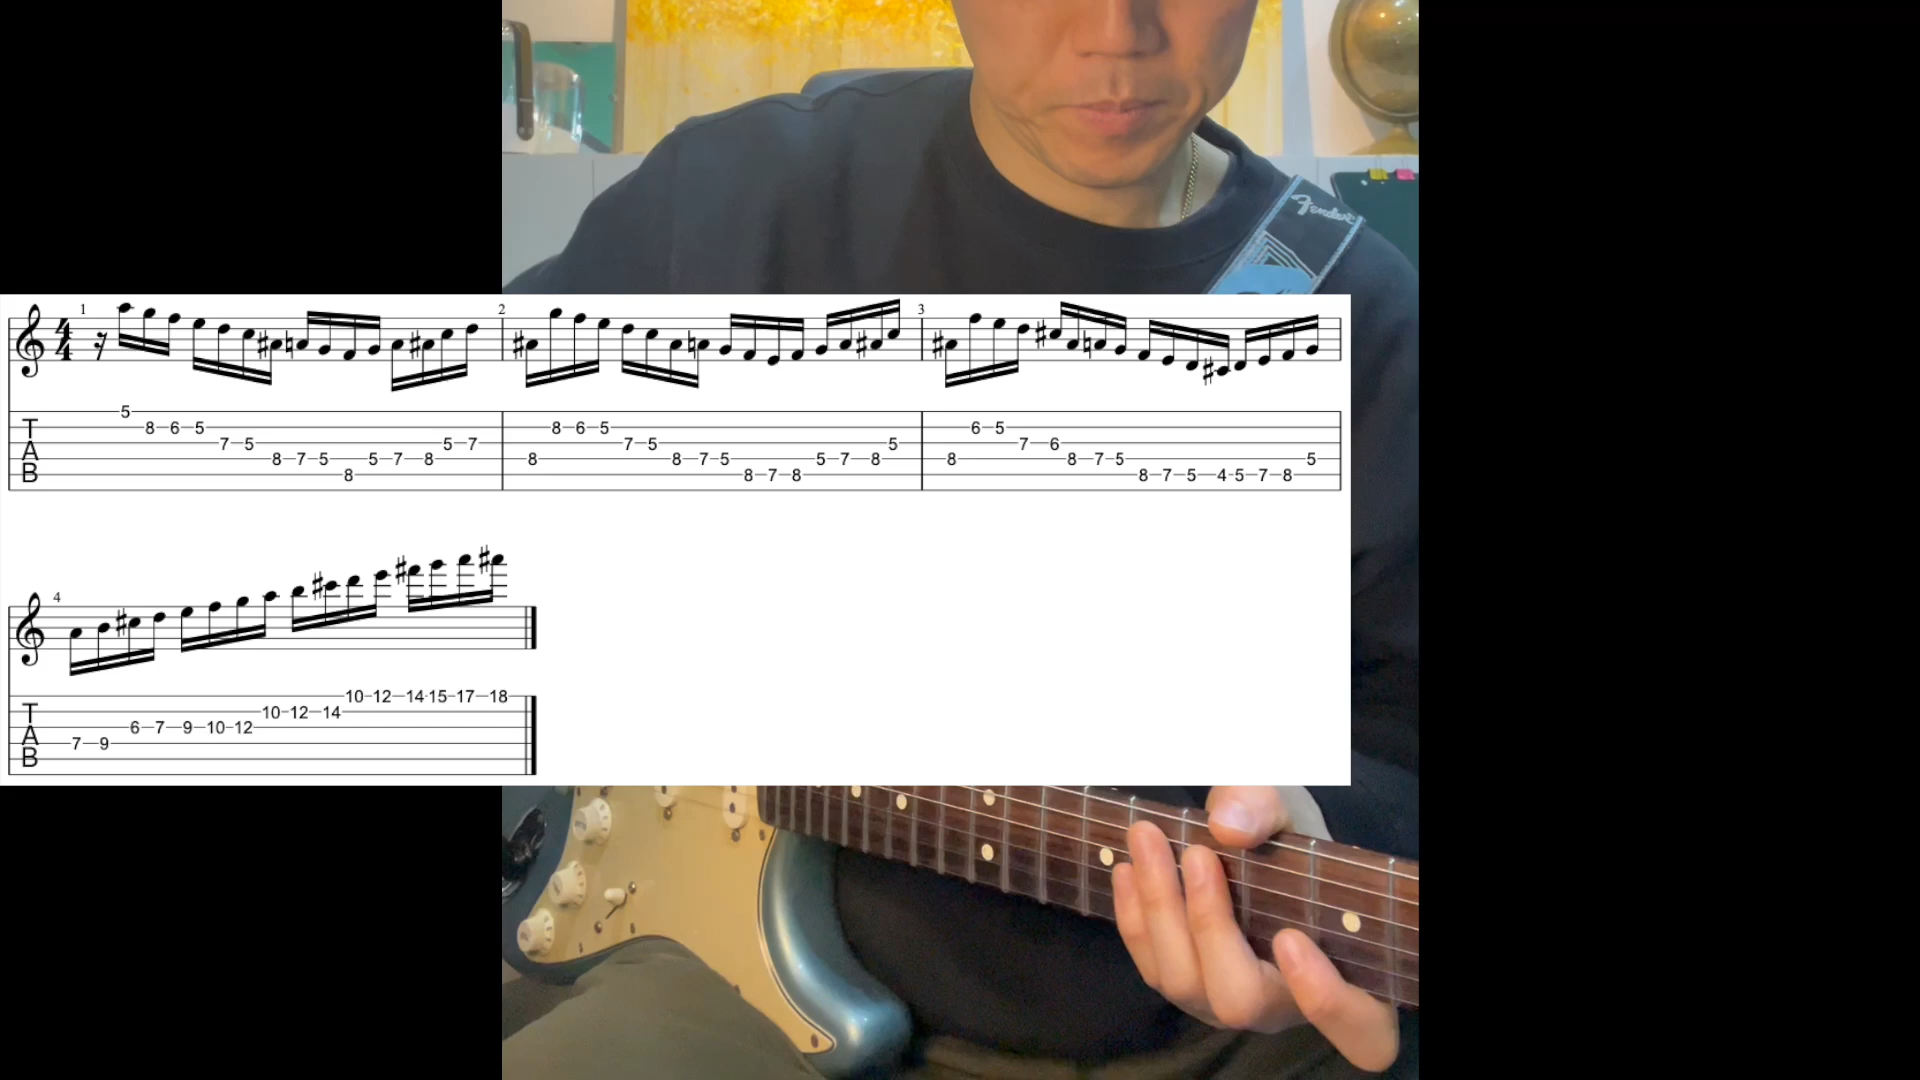 Fender
1 2 3
4
4
5
T 8 6 5 8 6 5 6 5
7 5 5 7 7 5 5 7 6
A 8 7 5 5 7 8 8 8 7 5 5 7 8 8 8 7 5 5
B 8 8 7 8 8 7 5 4 5 7 8
4
10 12 14 15 17 18
T 10 12 14
6 7 9 10 12
A 7 9
B